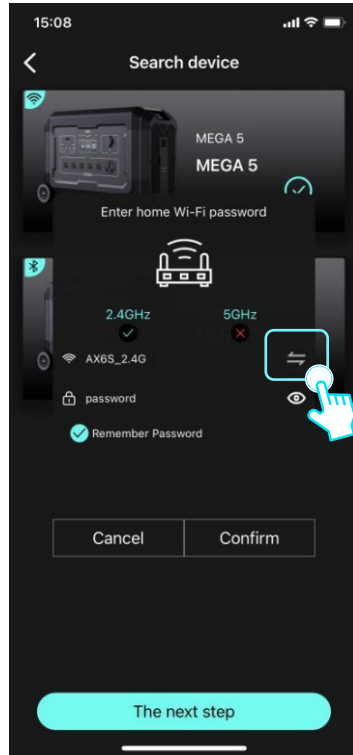 15:08
Search device
MEGA 5
MEGA 5
Enter home Wi-Fi password
2.4GHz 5GHz
AX6S_2.4G
password
Remember Password
Cancel Confirm
The next step